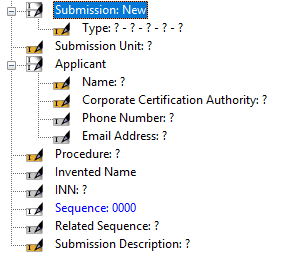 Submission: New
Type: ? - ? - ? - ? - ?
Submission Unit: ?
Applicant
Name: ?
Corporate Certification Authority: ?
Phone Number: ?
Email Address: ?
Procedure: ?
Invented Name
INN: ?
Sequence: 0000
Related Sequence: ?
Submission Description: ?